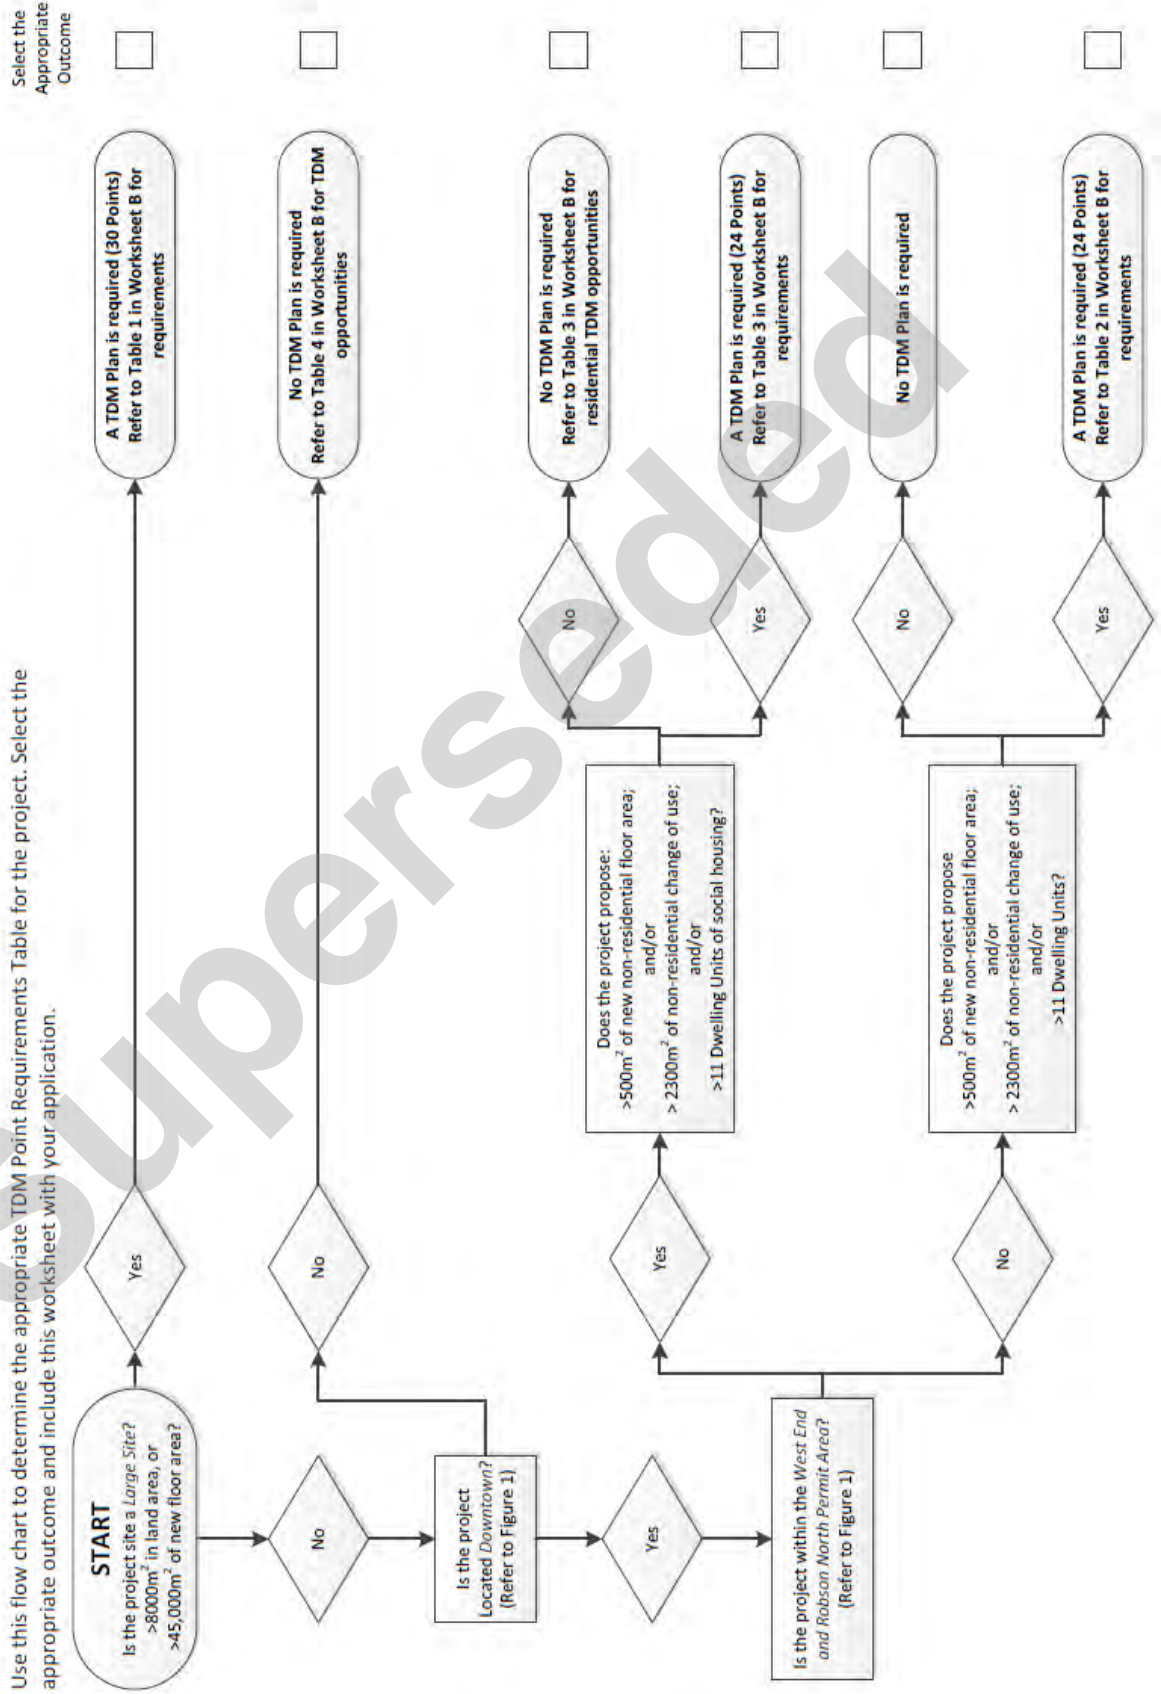 Use this flow chart to determine the appropriate TDM Point Requirements Table for the project. Select the
appropriate outcome and include this worksheet with your application.
Select the
Appropriate
Outcome
START
Is the project site a Large Site?
>8000m² in land area, or
>45,000m² of new floor area?
Yes
A TDM Plan is required (30 Points)
Refer to Table 1 in Worksheet B for
requirements
No
Is the project
Located Downtown?
(Refer to Figure 1)
No
No TDM Plan is required
Refer to Table 4 in Worksheet B for TDM
opportunities
Yes
Is the project within the West End
and Robson North Permit Area?
(Refer to Figure 1)
Yes
Does the project propose:
>500m² of new non-residential floor area;
and/or
> 2300m² of non-residential change of use;
and/or
>11 Dwelling Units of social housing?
No
No TDM Plan is required
Refer to Table 3 in Worksheet B for
residential TDM opportunities
Yes
A TDM Plan is required (24 Points)
Refer to Table 3 in Worksheet B for
requirements
No
Does the project propose
>500m² of new non-residential floor area;
and/or
> 2300m² of non-residential change of use;
and/or
>11 Dwelling Units?
No
No TDM Plan is required
Yes
A TDM Plan is required (24 Points)
Refer to Table 2 in Worksheet B for
requirements
Superseded